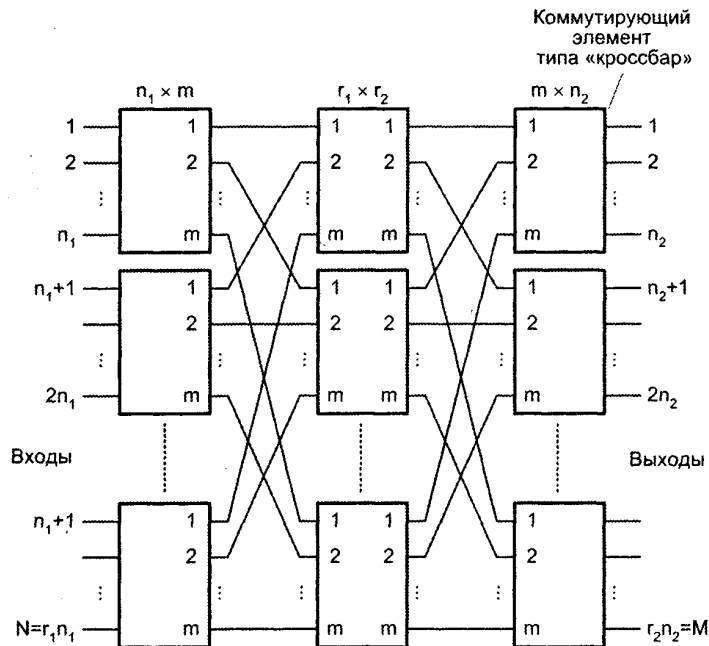 Коммутирующий
элемент
типа «кроссбар»
n₁ × m r₁ × r₂ m × n₂
1 1 1 1 1 1
2 2 2 2 2 2
⋮ ⋮ ⋮ ⋮
n₁ m m m m n₂
n₁+1 1 1 1 1 n₂+1
2 2 2 2
⋮ ⋮ ⋮ ⋮
2n₁ m m m m 2n₂
Входы Выходы
n₁+1 1 1 1 1
2 2 2 2
⋮ ⋮ ⋮ ⋮
N=r₁n₁ m m m m r₂n₂=M